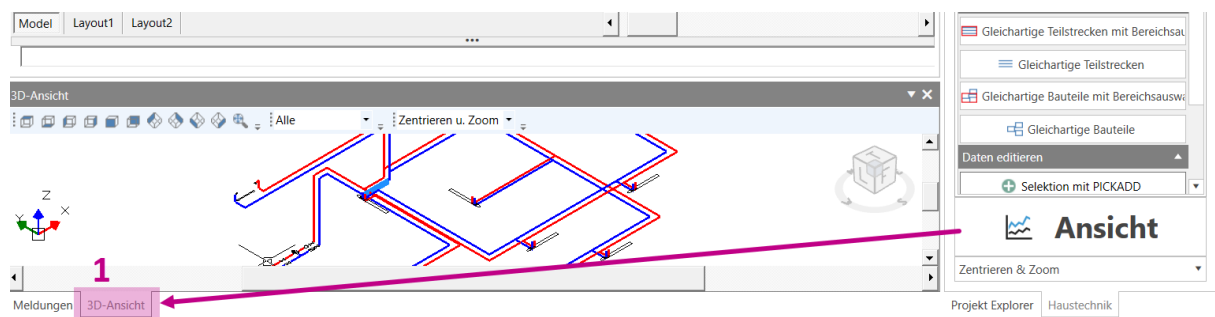 Model Layout1 Layout2
3D-Ansicht
Alle
Zentrieren u. Zoom
Z
X
Y
T
L F
S
1
Meldungen 3D-Ansicht
Gleichartige Teilstrecken mit Bereichsau
Gleichartige Teilstrecken
Gleichartige Bauteile mit Bereichsauswa
Gleichartige Bauteile
Daten editieren
Selektion mit PICKADD
Ansicht
Zentrieren & Zoom
Projekt Explorer Haustechnik